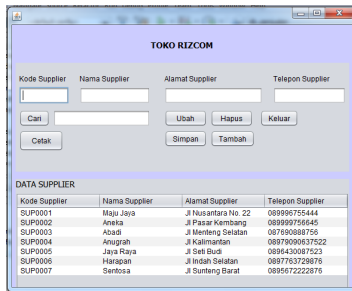 TOKO RIZCOM
Kode Supplier Nama Supplier Alamat Supplier Telepon Supplier
Cari Ubah Hapus Keluar
Cetak Simpan Tambah
DATA SUPPLIER
Kode Supplier Nama Supplier Alamat Supplier Telepon Supplier
SUP0001 Maju Jaya Jl Nusantara No. 22 089996755444
SUP0002 Aneka Jl Pasar Kembang 089999756645
SUP0003 Abadi Jl Menteng Selatan 087690888756
SUP0004 Anugrah Jl Kalimantan 08979090637522
SUP0005 Jaya Raya Jl Seti Budi 0896430087523
SUP0006 Harapan Jl Indah Selatan 0897763729876
SUP0007 Sentosa Jl Sunteng Barat 0895672222876